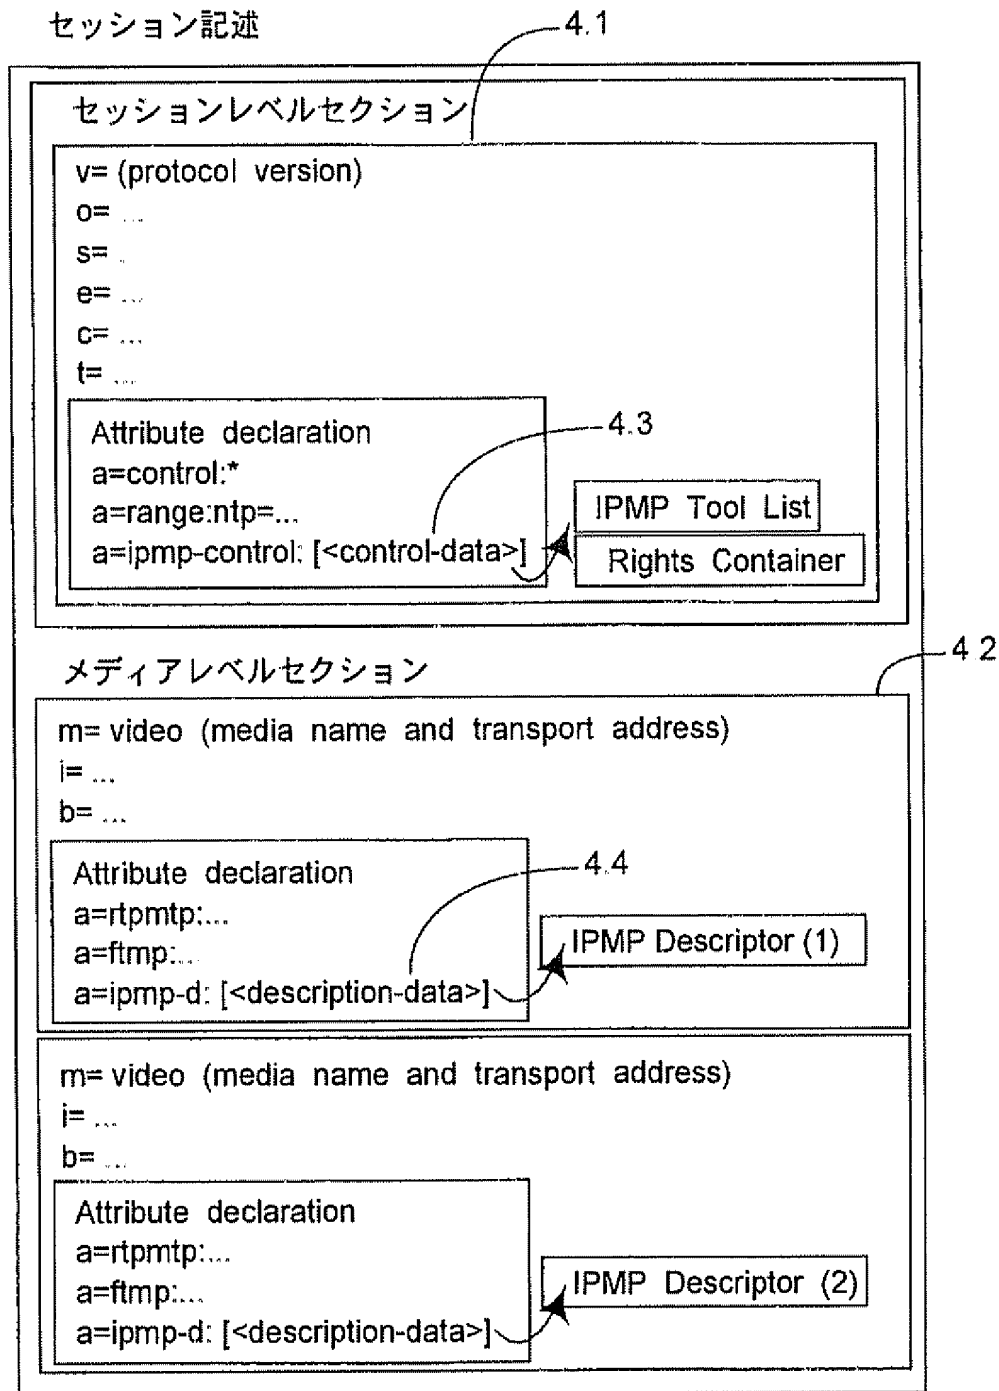 セッション記述
4.1
セッションレベルセクション
v= (protocol version)
o= ...
s= .
e= ...
c= ...
t= ...
Attribute declaration
a=control:*
a=range:ntp=...
a=ipmp-control: [<control-data>]
4.3
IPMP Tool List
Rights Container
メディアレベルセクション
4.2
m= video (media name and transport address)
i= ...
b= ...
Attribute declaration
a=rtpmtp:...
a=ftmp:...
a=ipmp-d: [<description-data>]
4.4
IPMP Descriptor (1)
m= video (media name and transport address)
i= ...
b= ...
Attribute declaration
a=rtpmtp:...
a=ftmp:...
a=ipmp-d: [<description-data>]
IPMP Descriptor (2)